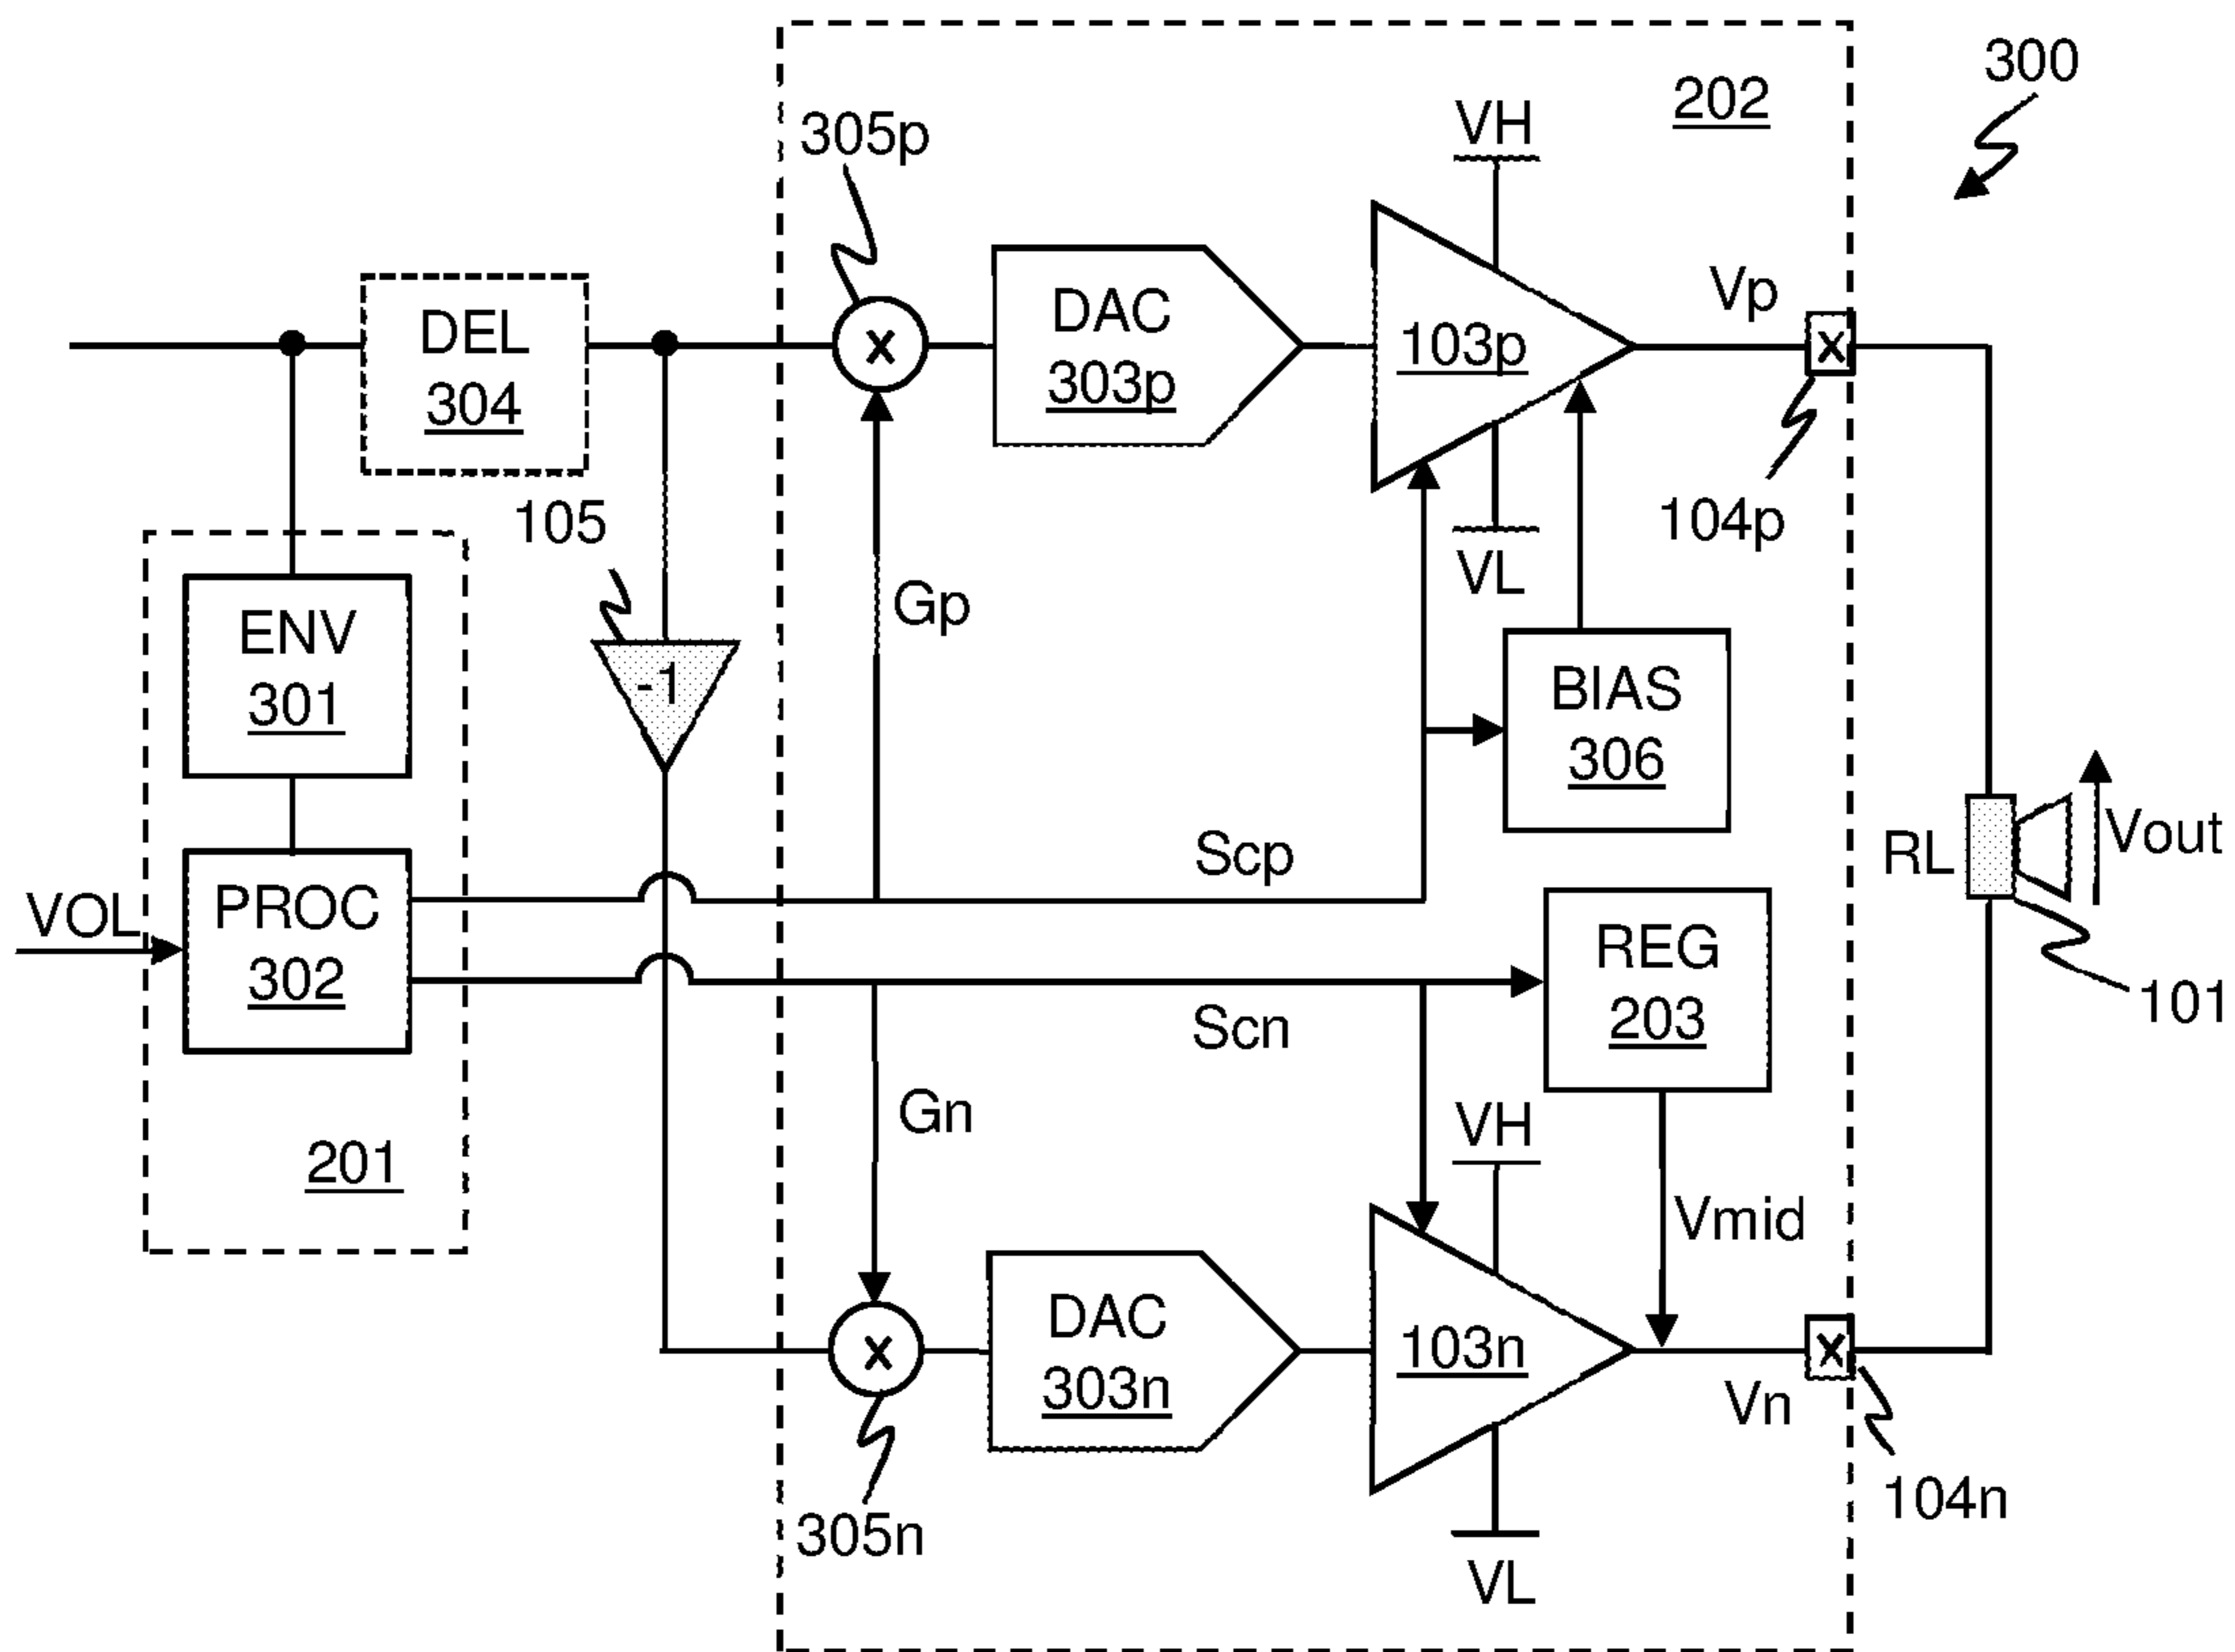 300
202
305p
VH
DEL
304
DAC
303p
103p
Vp
x
x
104p
105
VL
ENV
301
-1
Gp
BIAS
306
Scp
RL
Vout
VOL
PROC
302
REG
203
Scn
101
Gn
VH
201
Vmid
x
DAC
303n
103n
x
Vn
104n
305n
VL